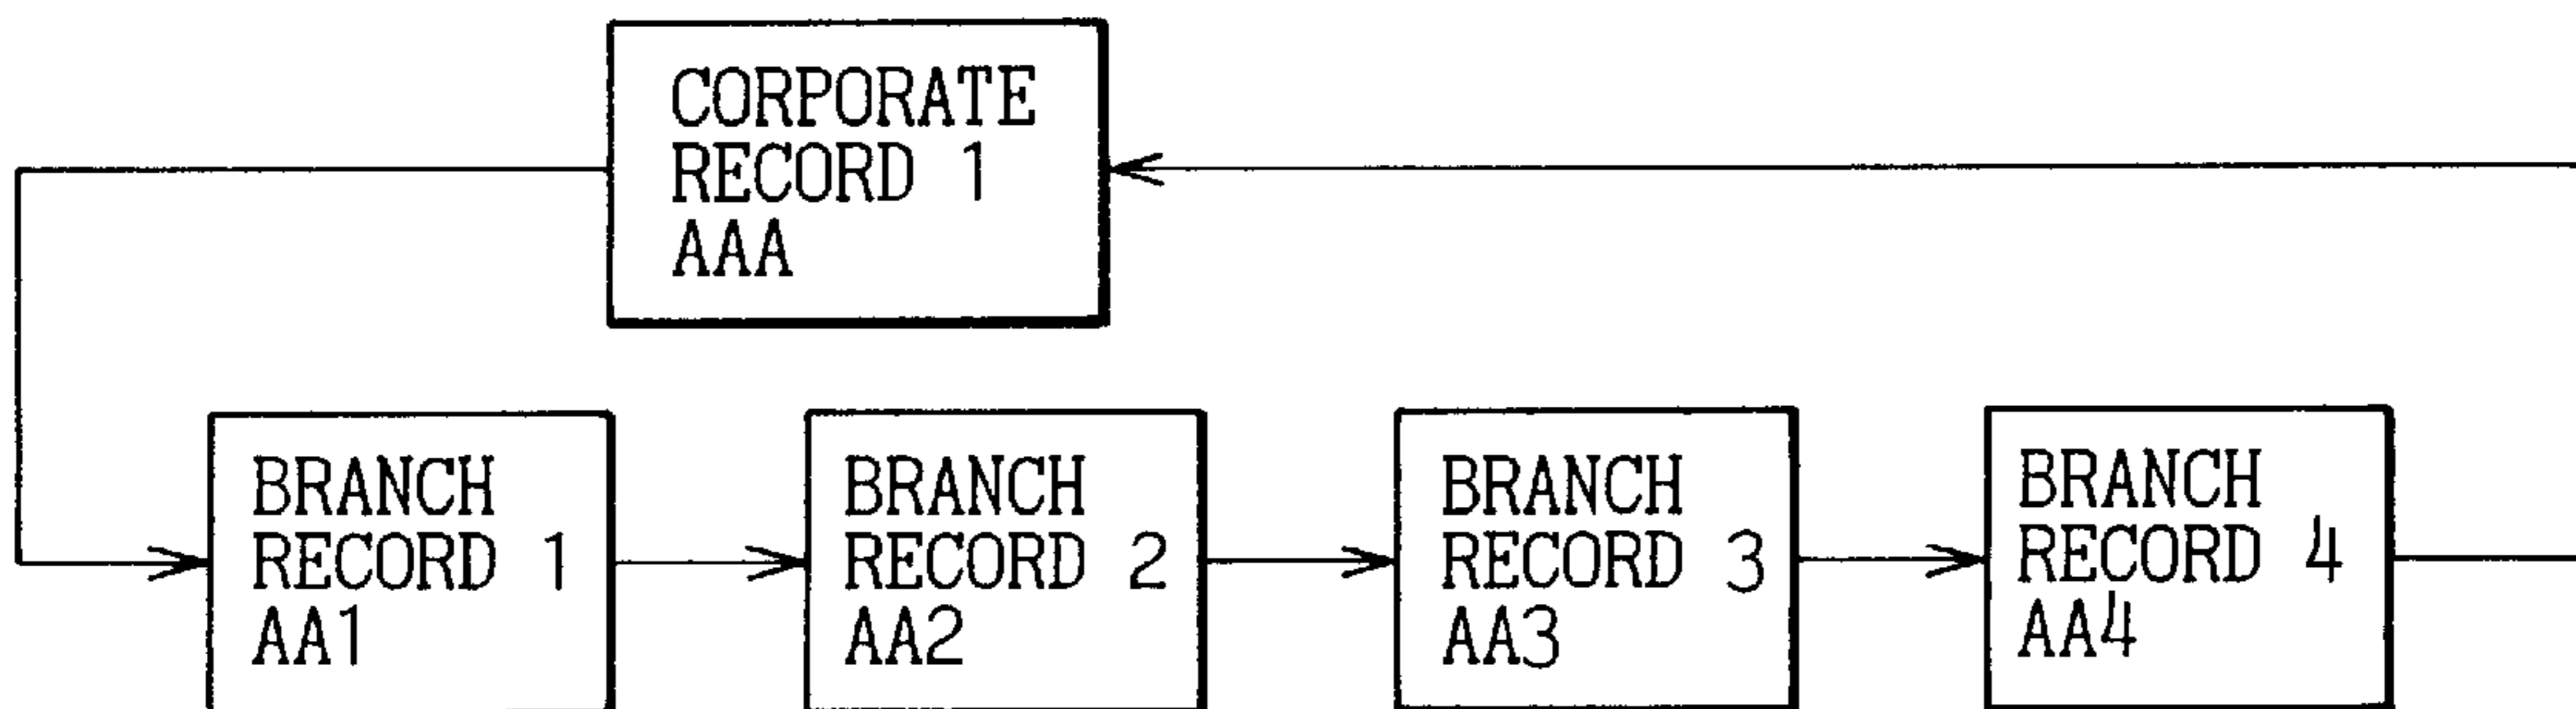 CORPORATE
RECORD 1
AAA
BRANCH
RECORD 1
AA1
BRANCH
RECORD 2
AA2
BRANCH
RECORD 3
AA3
BRANCH
RECORD 4
AA4